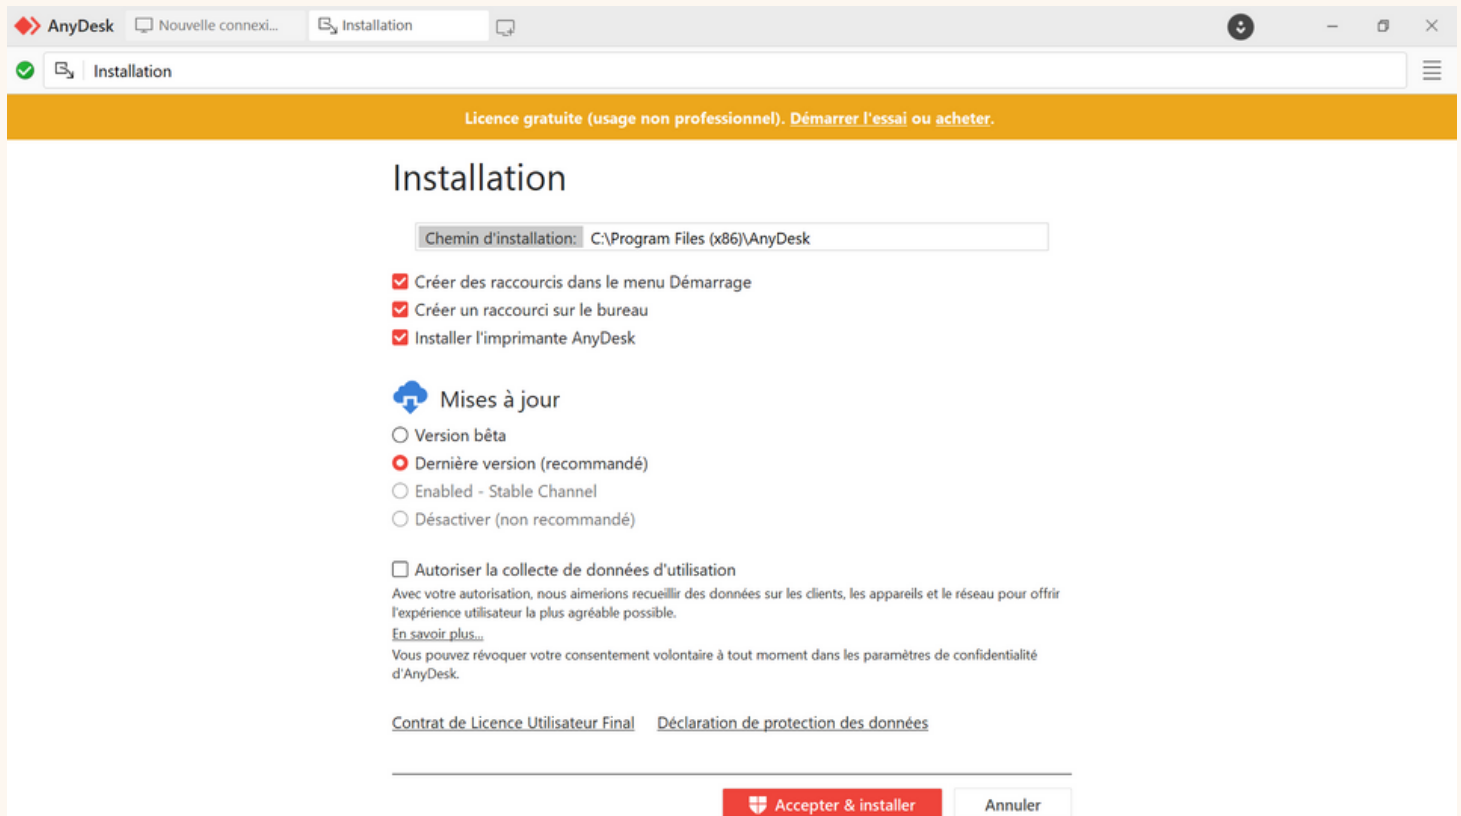 AnyDesk Nouvelle connexi... Installation
Installation
Licence gratuite (usage non professionnel). Démarrer l'essai ou acheter.
Installation
Chemin d'installation: C:\Program Files (x86)\AnyDesk
Créer des raccourcis dans le menu Démarrage
Créer un raccourci sur le bureau
Installer l'imprimante AnyDesk
Mises à jour
Version bêta
Dernière version (recommandé)
Enabled - Stable Channel
Désactiver (non recommandé)
Autoriser la collecte de données d'utilisation
Avec votre autorisation, nous aimerions recueillir des données sur les clients, les appareils et le réseau pour offrir
l'expérience utilisateur la plus agréable possible.
En savoir plus...
Vous pouvez révoquer votre consentement volontaire à tout moment dans les paramètres de confidentialité
d'AnyDesk.
Contrat de Licence Utilisateur Final Déclaration de protection des données
Accepter & installer Annuler